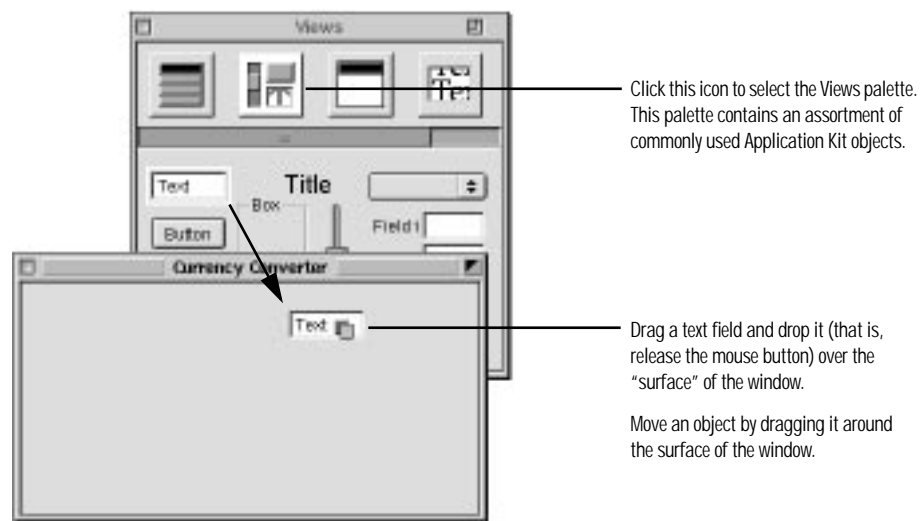 Views
Click this icon to select the Views palette.
This palette contains an assortment of
commonly used Application Kit objects.
Text
Title
Box
Button
Field1
Currency Converter
Text
Drag a text field and drop it (that is,
release the mouse button) over the
“surface” of the window.
Move an object by dragging it around
the surface of the window.